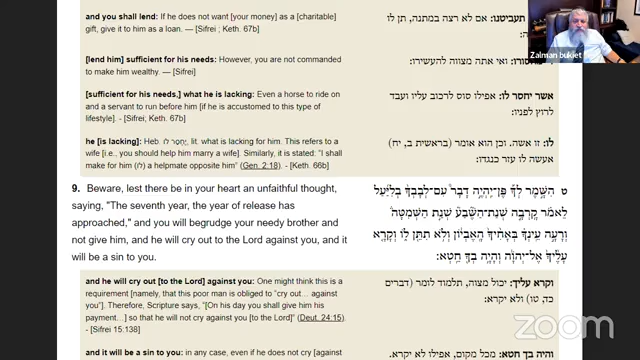 and you shall lend: If he does not want [your money] as a [charitable]
gift, give it to him as a loan. — [Sifrei ; Keth. 67b]
תעביטנו: אם לא רצה במתנה, תן לו
[lend him] sufficient for his needs: However, you are not commanded
to make him wealthy. — [Sifrei]
מחסורו: ואי אתה מצווה להעשירו:
[sufficient for his needs,] what he is lacking: Even a horse to ride on
and a servant to run before him [if he is accustomed to this type of
lifestyle]. - [Sifrei, Keth. 67b]
אשר יחסר לו: אפילו סוס לרכוב עליו ועבד
לרוץ לפניו:
he [is lacking]: Heb. יֶחְסַר לוֹ, lit. what is lacking for him. This refers to a
wife [i.e., you should help him marry a wife]. Similarly, it is stated: "I shall
make for him (לו) a helpmate opposite him" (Gen. 2:18). - [Keth. 66b]
לו: זו אשה. וכן הוא אומר (בראשית ב, יח)
אעשה לו עזר כנגדו:
9. Beware, lest there be in your heart an unfaithful thought,
saying, "The seventh year, the year of release has
approached," and you will begrudge your needy brother and
not give him, and he will cry out to the Lord against you, and it
will be a sin to you.
ט הִשָּׁמֶר לְךָ פֶּן־יִהְיֶה דָבָר עִם־לְבָבְךָ בְלִיַּעַל
לֵאמֹר קָרְבָה שְׁנַת־הַשֶּׁבַע שְׁנַת הַשְּׁמִטָּה
וְרָעָה עֵינְךָ בְּאָחִיךָ הָאֶבְיוֹן וְלֹא תִתֵּן לוֹ וְקָרָא
עָלֶיךָ אֶל־יְהוָֹה וְהָיָה בְךָ חֵטְא:
and he will cry out [to the Lord] against you: One might think this is a
requirement [namely, that this poor man is obliged to "cry out... against
you"]. Therefore, Scripture says, "[On his day you shall give him his
payment…] so that he will not cry against you [to the Lord]" (Deut. 24:15).
- [Sifrei 15:138]
וקרא עליך: יכול מצוה, תלמוד לומר (דברים
כד, טו) ולא יקרא:
and it will be a sin to you: in any case, even if he does not cry [against
והיה בך חטא: מכל מקום, אפילו לא יקרא.
Zalman bukiet
LIVE
zoom